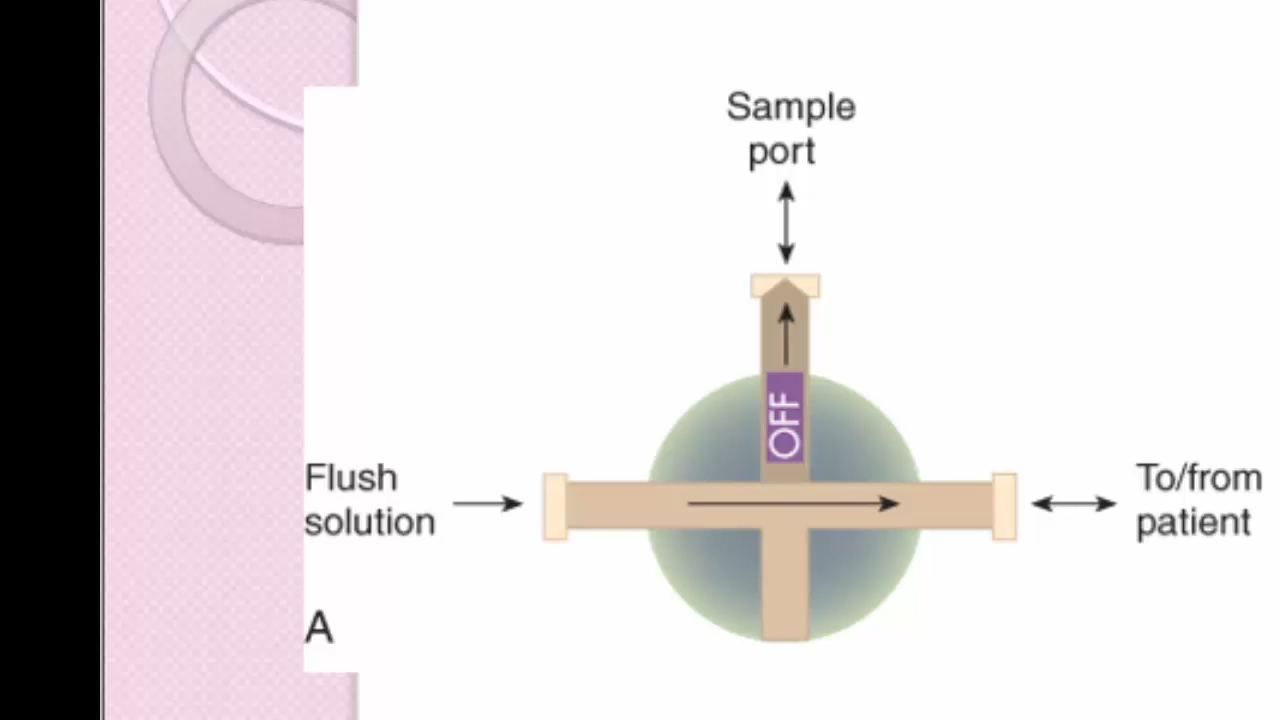 Sample
port
OFF
Flush
solution
To/from
patient
A